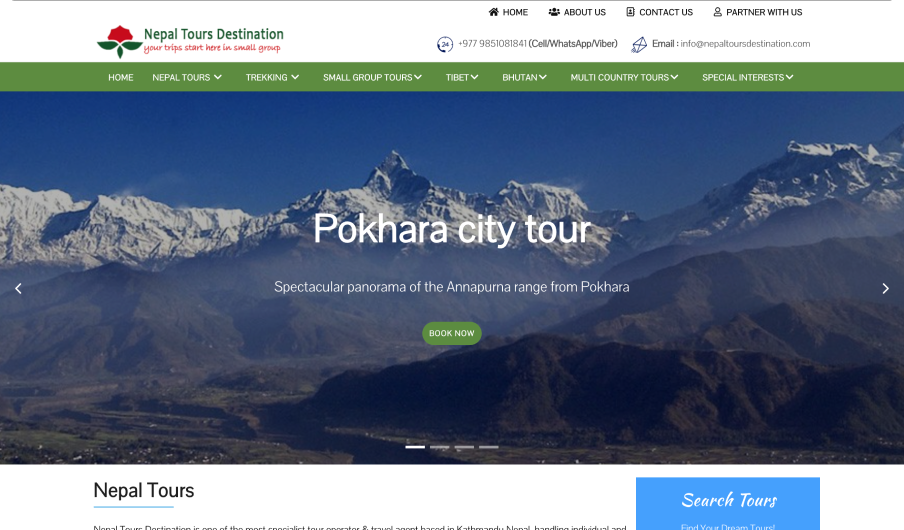 HOME ABOUT US CONTACT US PARTNER WITH US
Nepal Tours Destination
your trips start here in small group
24 +977 9851081841 (Cell/WhatsApp/Viber) Email : info@nepaltoursdestination.com
HOME NEPAL TOURS TREKKING SMALL GROUP TOURS TIBET BHUTAN MULTI COUNTRY TOURS SPECIAL INTERESTS
Pokhara city tour
Spectacular panorama of the Annapurna range from Pokhara
BOOK NOW
Nepal Tours
Nepal Tours Destination is one of the most specialist tour operator & travel agent based in Kathmandu Nepal, handling individual and
Search Tours
Find Your Dream Tours!